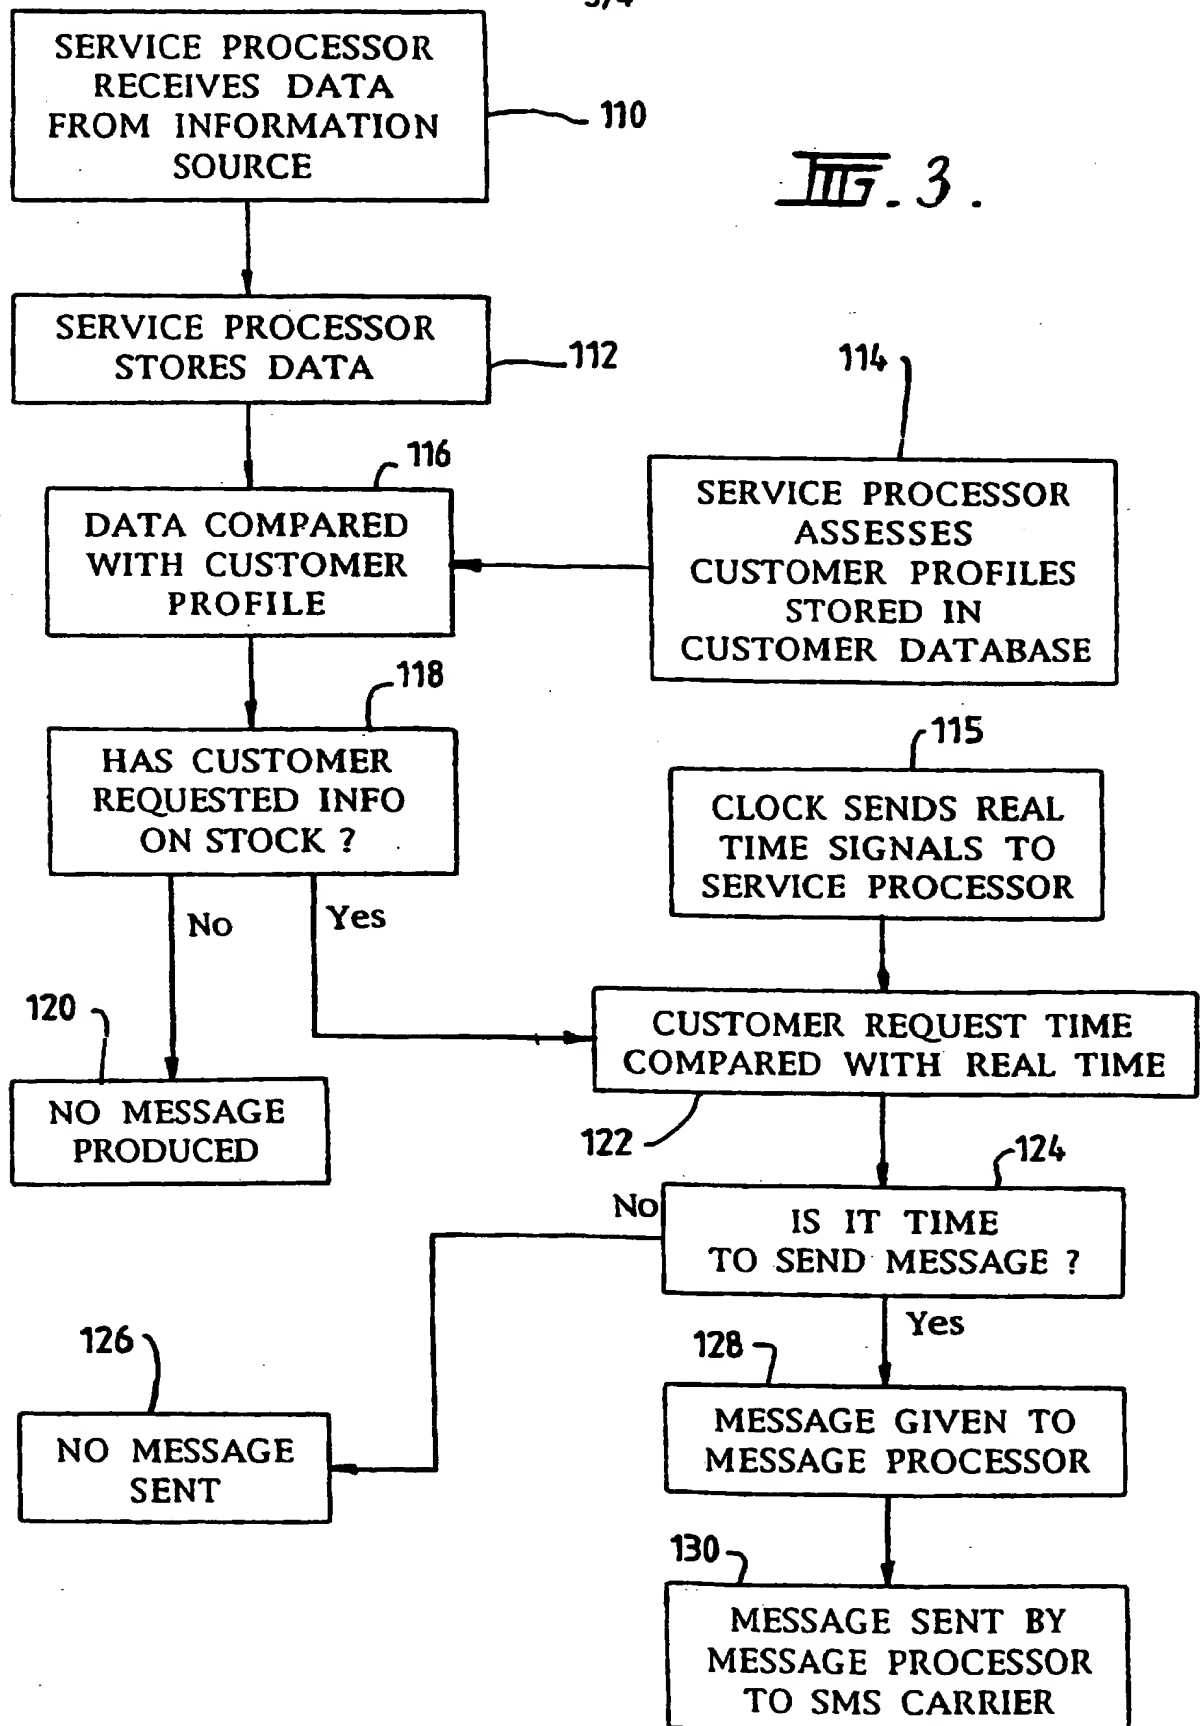 3/4
SERVICE PROCESSOR
RECEIVES DATA
FROM INFORMATION
SOURCE
110
FIG. 3.
SERVICE PROCESSOR
STORES DATA
112
114
116
DATA COMPARED
WITH CUSTOMER
PROFILE
SERVICE PROCESSOR
ASSESSES
CUSTOMER PROFILES
STORED IN
CUSTOMER DATABASE
118
HAS CUSTOMER
REQUESTED INFO
ON STOCK ?
115
CLOCK SENDS REAL
TIME SIGNALS TO
SERVICE PROCESSOR
No
Yes
120
NO MESSAGE
PRODUCED
CUSTOMER REQUEST TIME
COMPARED WITH REAL TIME
122
124
No
IS IT TIME
TO SEND MESSAGE ?
Yes
126
NO MESSAGE
SENT
128
MESSAGE GIVEN TO
MESSAGE PROCESSOR
130
MESSAGE SENT BY
MESSAGE PROCESSOR
TO SMS CARRIER